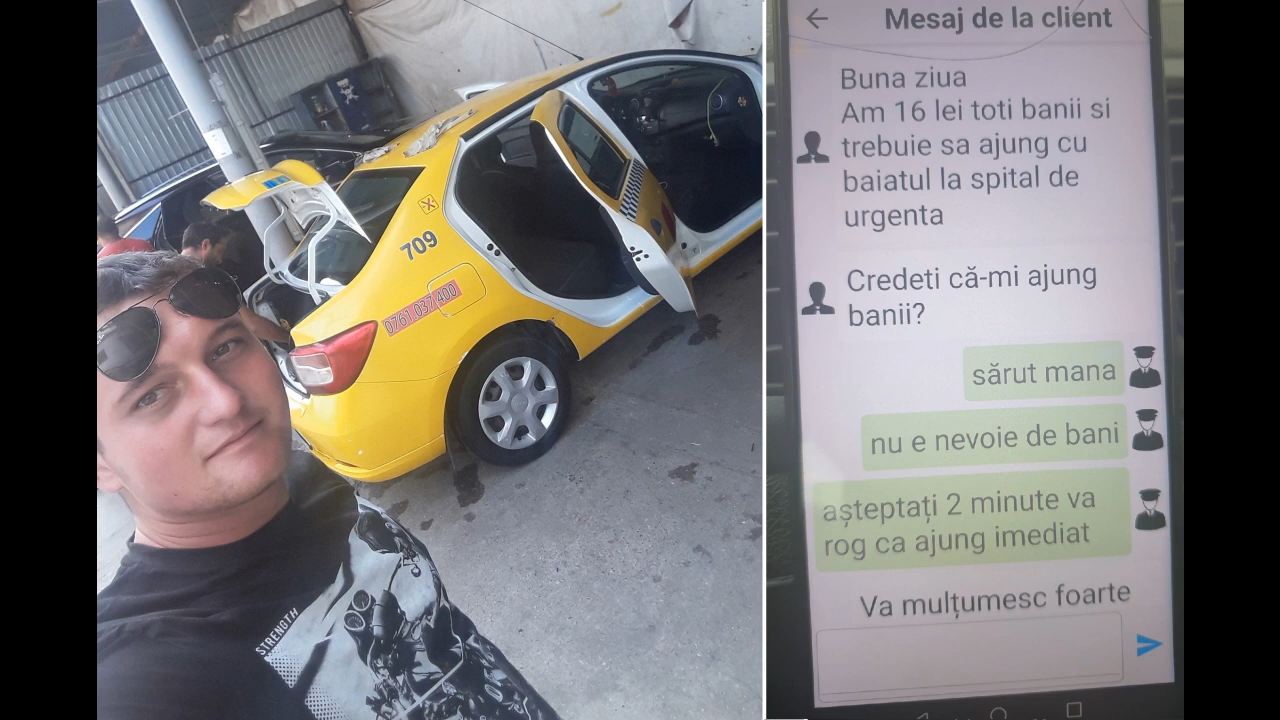 709
0761.037.400
STRENGTH
Mesaj de la client
Buna ziua
Am 16 lei toti banii si
trebuie sa ajung cu
baiatul la spital de
urgenta
Credeti că-mi ajung
banii?
sărut mana
nu e nevoie de bani
așteptați 2 minute va
rog ca ajung imediat
Va mulțumesc foarte